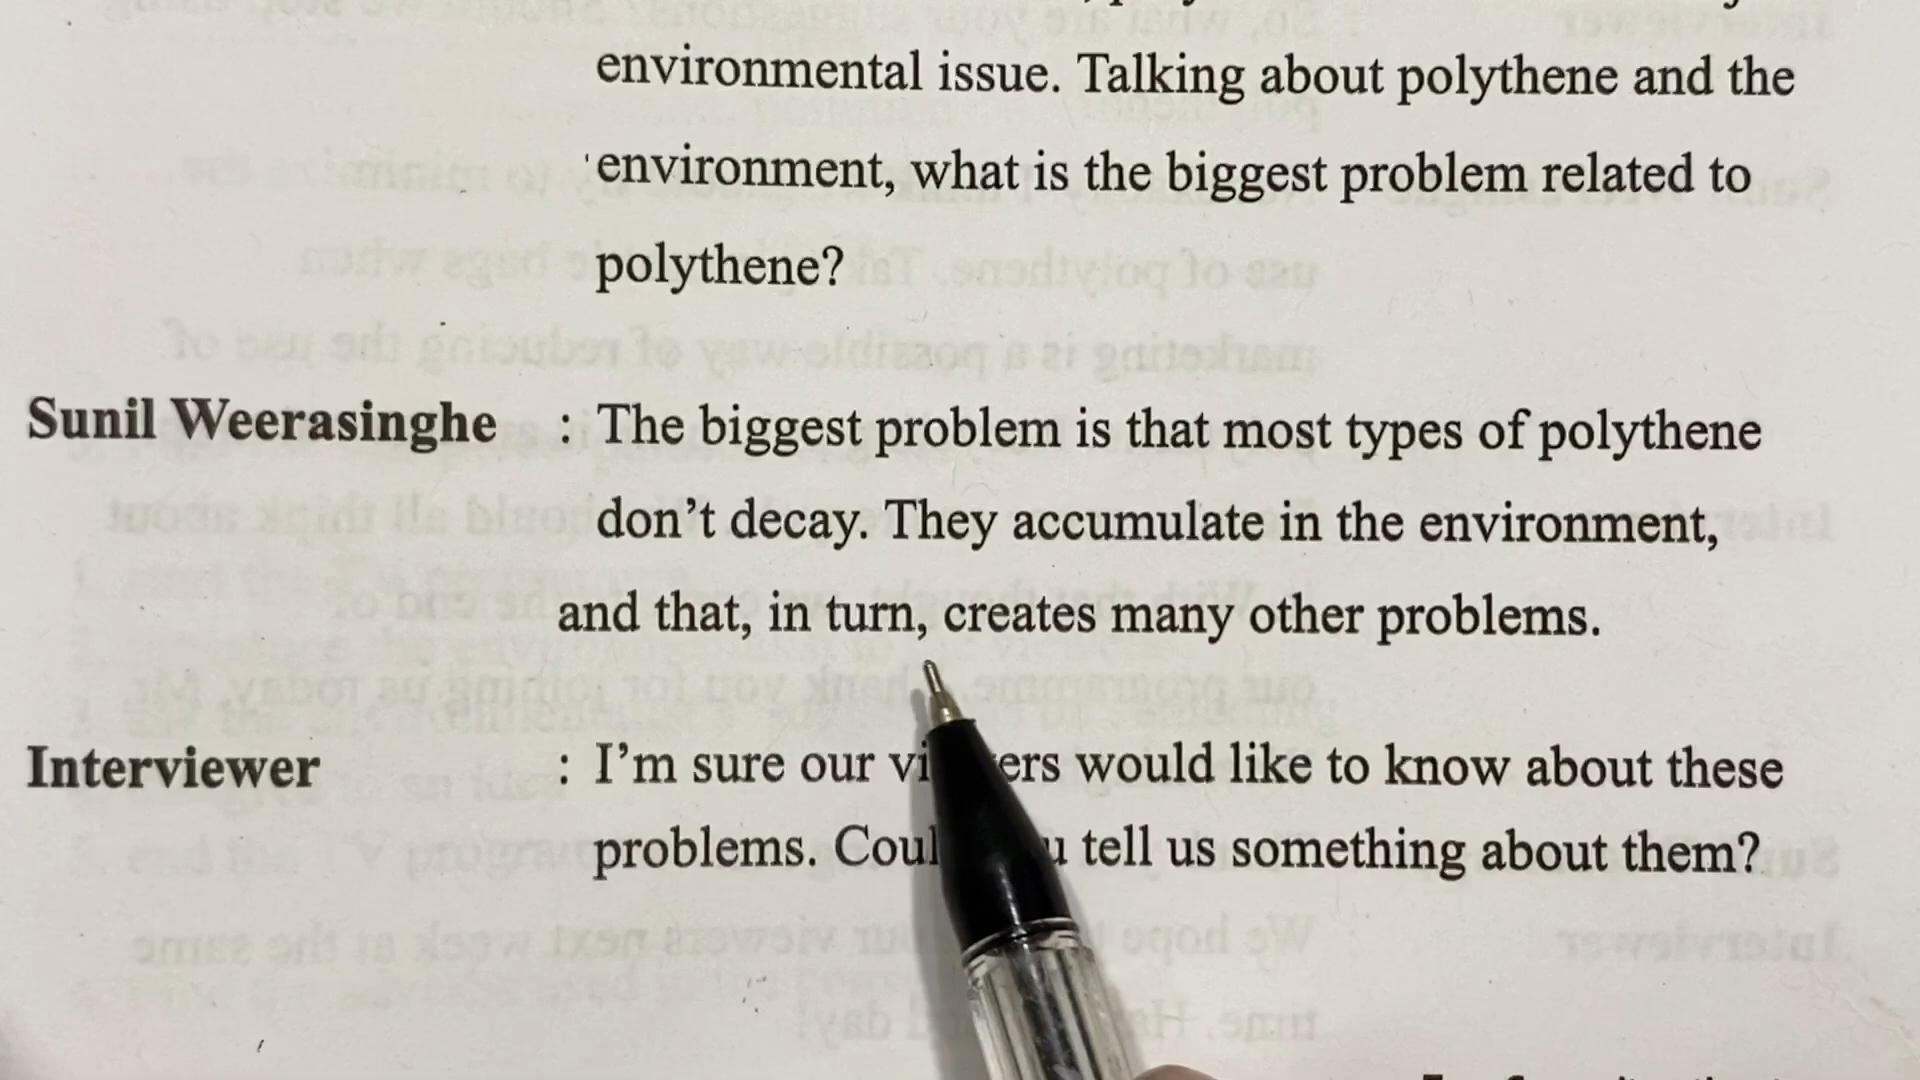 environmental issue. Talking about polythene and the
environment, what is the biggest problem related to
polythene?
Sunil Weerasinghe : The biggest problem is that most types of polythene
don’t decay. They accumulate in the environment,
and that, in turn, creates many other problems.
Interviewer : I’m sure our would like to know about these
problems. tell us something about them?